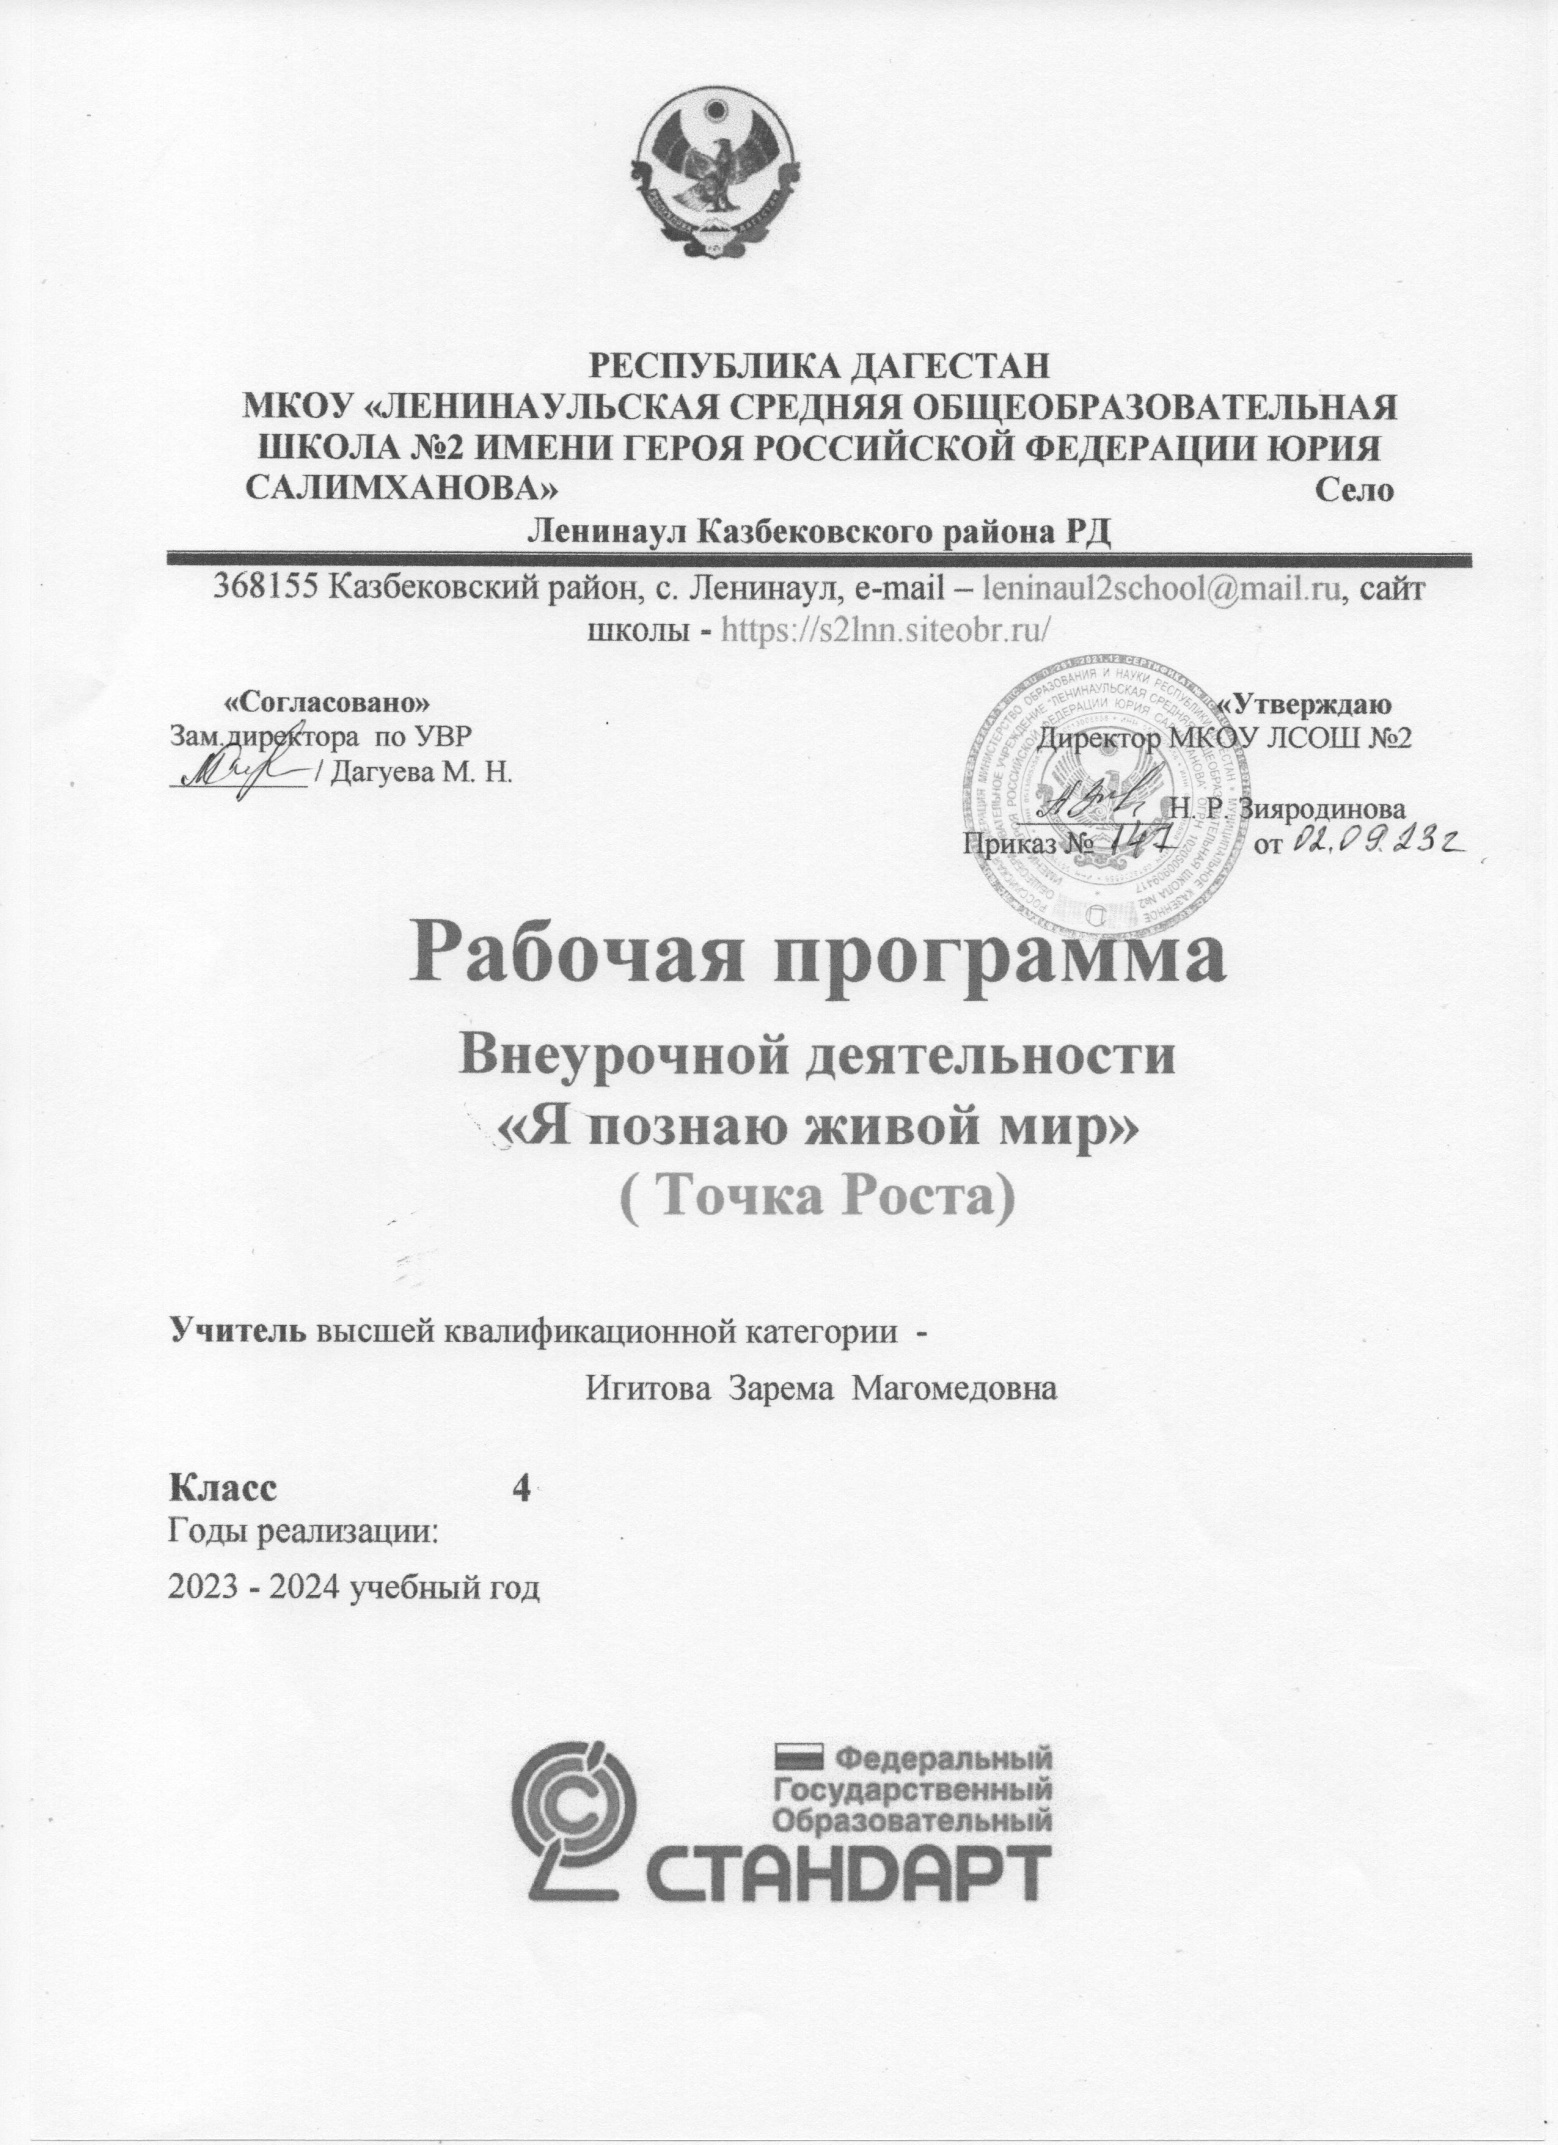 РЕСПУБЛИКА ДАГЕСТАН
МКОУ «ЛЕНИНАУЛЬСКАЯ СРЕДНЯЯ ОБЩЕОБРАЗОВАТЕЛЬНАЯ
ШКОЛА №2 ИМЕНИ ГЕРОЯ РОССИЙСКОЙ ФЕДЕРАЦИИ ЮРИЯ
САЛИМХАНОВА» Село
Ленинаул Казбековского района РД
368155 Казбековский район, с. Ленинаул, e-mail – leninaul2school@mail.ru, сайт
школы - https://s2lnn.siteobr.ru/
«Согласовано» «Утверждаю
Зам.директора по УВР Директор МКОУ ЛСОШ №2
/ Дагуева М. Н.
Н. Р. Зияродинова
Приказ № 147 от 02.09.23г
Рабочая программа
Внеурочной деятельности
«Я познаю живой мир»
( Точка Роста)
Учитель высшей квалификационной категории -
Игитова Зарема Магомедовна
Класс 4
Годы реализации:
2023 - 2024 учебный год
Федеральный
Государственный
Образовательный
СТАНДАРТ